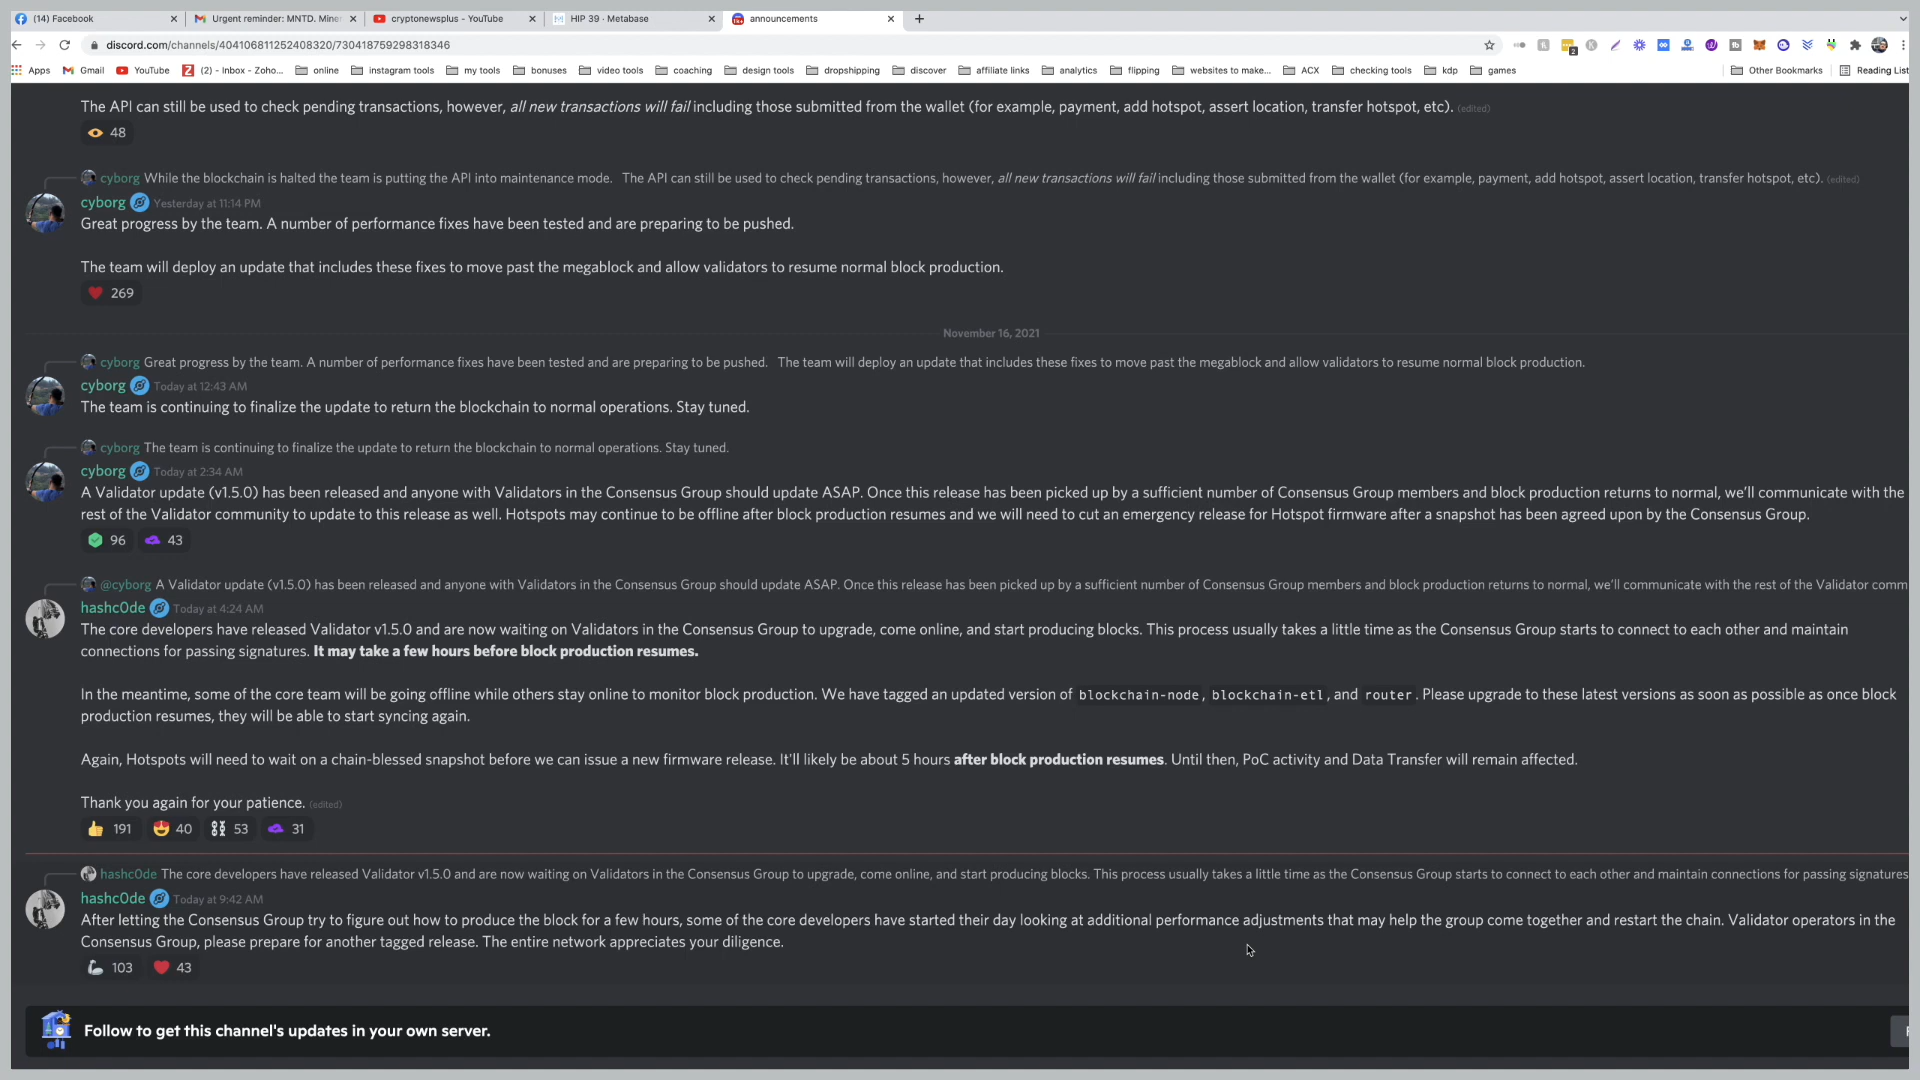 (14) Facebook
Urgent reminder: MNTD. Mine
cryptonewsplus - YouTube
HIP 39 · Metabase
announcements
discord.com/channels/404106811252408320/730418759298318346
Apps Gmail YouTube (2) - Inbox - Zoho... online instagram tools my tools bonuses video tools coaching design tools dropshipping discover affiliate links analytics flipping websites to make... ACX checking tools kdp games Other Bookmarks Reading List
The API can still be used to check pending transactions, however, all new transactions will fail including those submitted from the wallet (for example, payment, add hotspot, assert location, transfer hotspot, etc). (edited)
48
cyborg While the blockchain is halted the team is putting the API into maintenance mode. The API can still be used to check pending transactions, however, all new transactions will fail including those submitted from the wallet (for example, payment, add hotspot, assert location, transfer hotspot, etc). (edited)
cyborg Yesterday at 11:14 PM
Great progress by the team. A number of performance fixes have been tested and are preparing to be pushed.
The team will deploy an update that includes these fixes to move past the megablock and allow validators to resume normal block production.
269
November 16, 2021
cyborg Great progress by the team. A number of performance fixes have been tested and are preparing to be pushed. The team will deploy an update that includes these fixes to move past the megablock and allow validators to resume normal block production.
cyborg Today at 12:43 AM
The team is continuing to finalize the update to return the blockchain to normal operations. Stay tuned.
cyborg The team is continuing to finalize the update to return the blockchain to normal operations. Stay tuned.
cyborg Today at 2:34 AM
A Validator update (v1.5.0) has been released and anyone with Validators in the Consensus Group should update ASAP. Once this release has been picked up by a sufficient number of Consensus Group members and block production returns to normal, we'll communicate with the
rest of the Validator community to update to this release as well. Hotspots may continue to be offline after block production resumes and we will need to cut an emergency release for Hotspot firmware after a snapshot has been agreed upon by the Consensus Group.
96 43
@cyborg A Validator update (v1.5.0) has been released and anyone with Validators in the Consensus Group should update ASAP. Once this release has been picked up by a sufficient number of Consensus Group members and block production returns to normal, we'll communicate with the rest of the Validator comm
hashc0de Today at 4:24 AM
The core developers have released Validator v1.5.0 and are now waiting on Validators in the Consensus Group to upgrade, come online, and start producing blocks. This process usually takes a little time as the Consensus Group starts to connect to each other and maintain
connections for passing signatures. It may take a few hours before block production resumes.
In the meantime, some of the core team will be going offline while others stay online to monitor block production. We have tagged an updated version of blockchain-node, blockchain-etl, and router. Please upgrade to these latest versions as soon as possible as once block
production resumes, they will be able to start syncing again.
Again, Hotspots will need to wait on a chain-blessed snapshot before we can issue a new firmware release. It'll likely be about 5 hours after block production resumes. Until then, PoC activity and Data Transfer will remain affected.
Thank you again for your patience. (edited)
191 40 53 31
hashc0de The core developers have released Validator v1.5.0 and are now waiting on Validators in the Consensus Group to upgrade, come online, and start producing blocks. This process usually takes a little time as the Consensus Group starts to connect to each other and maintain connections for passing signatures
hashc0de Today at 9:42 AM
After letting the Consensus Group try to figure out how to produce the block for a few hours, some of the core developers have started their day looking at additional performance adjustments that may help the group come together and restart the chain. Validator operators in the
Consensus Group, please prepare for another tagged release. The entire network appreciates your diligence.
103 43
Follow to get this channel's updates in your own server.